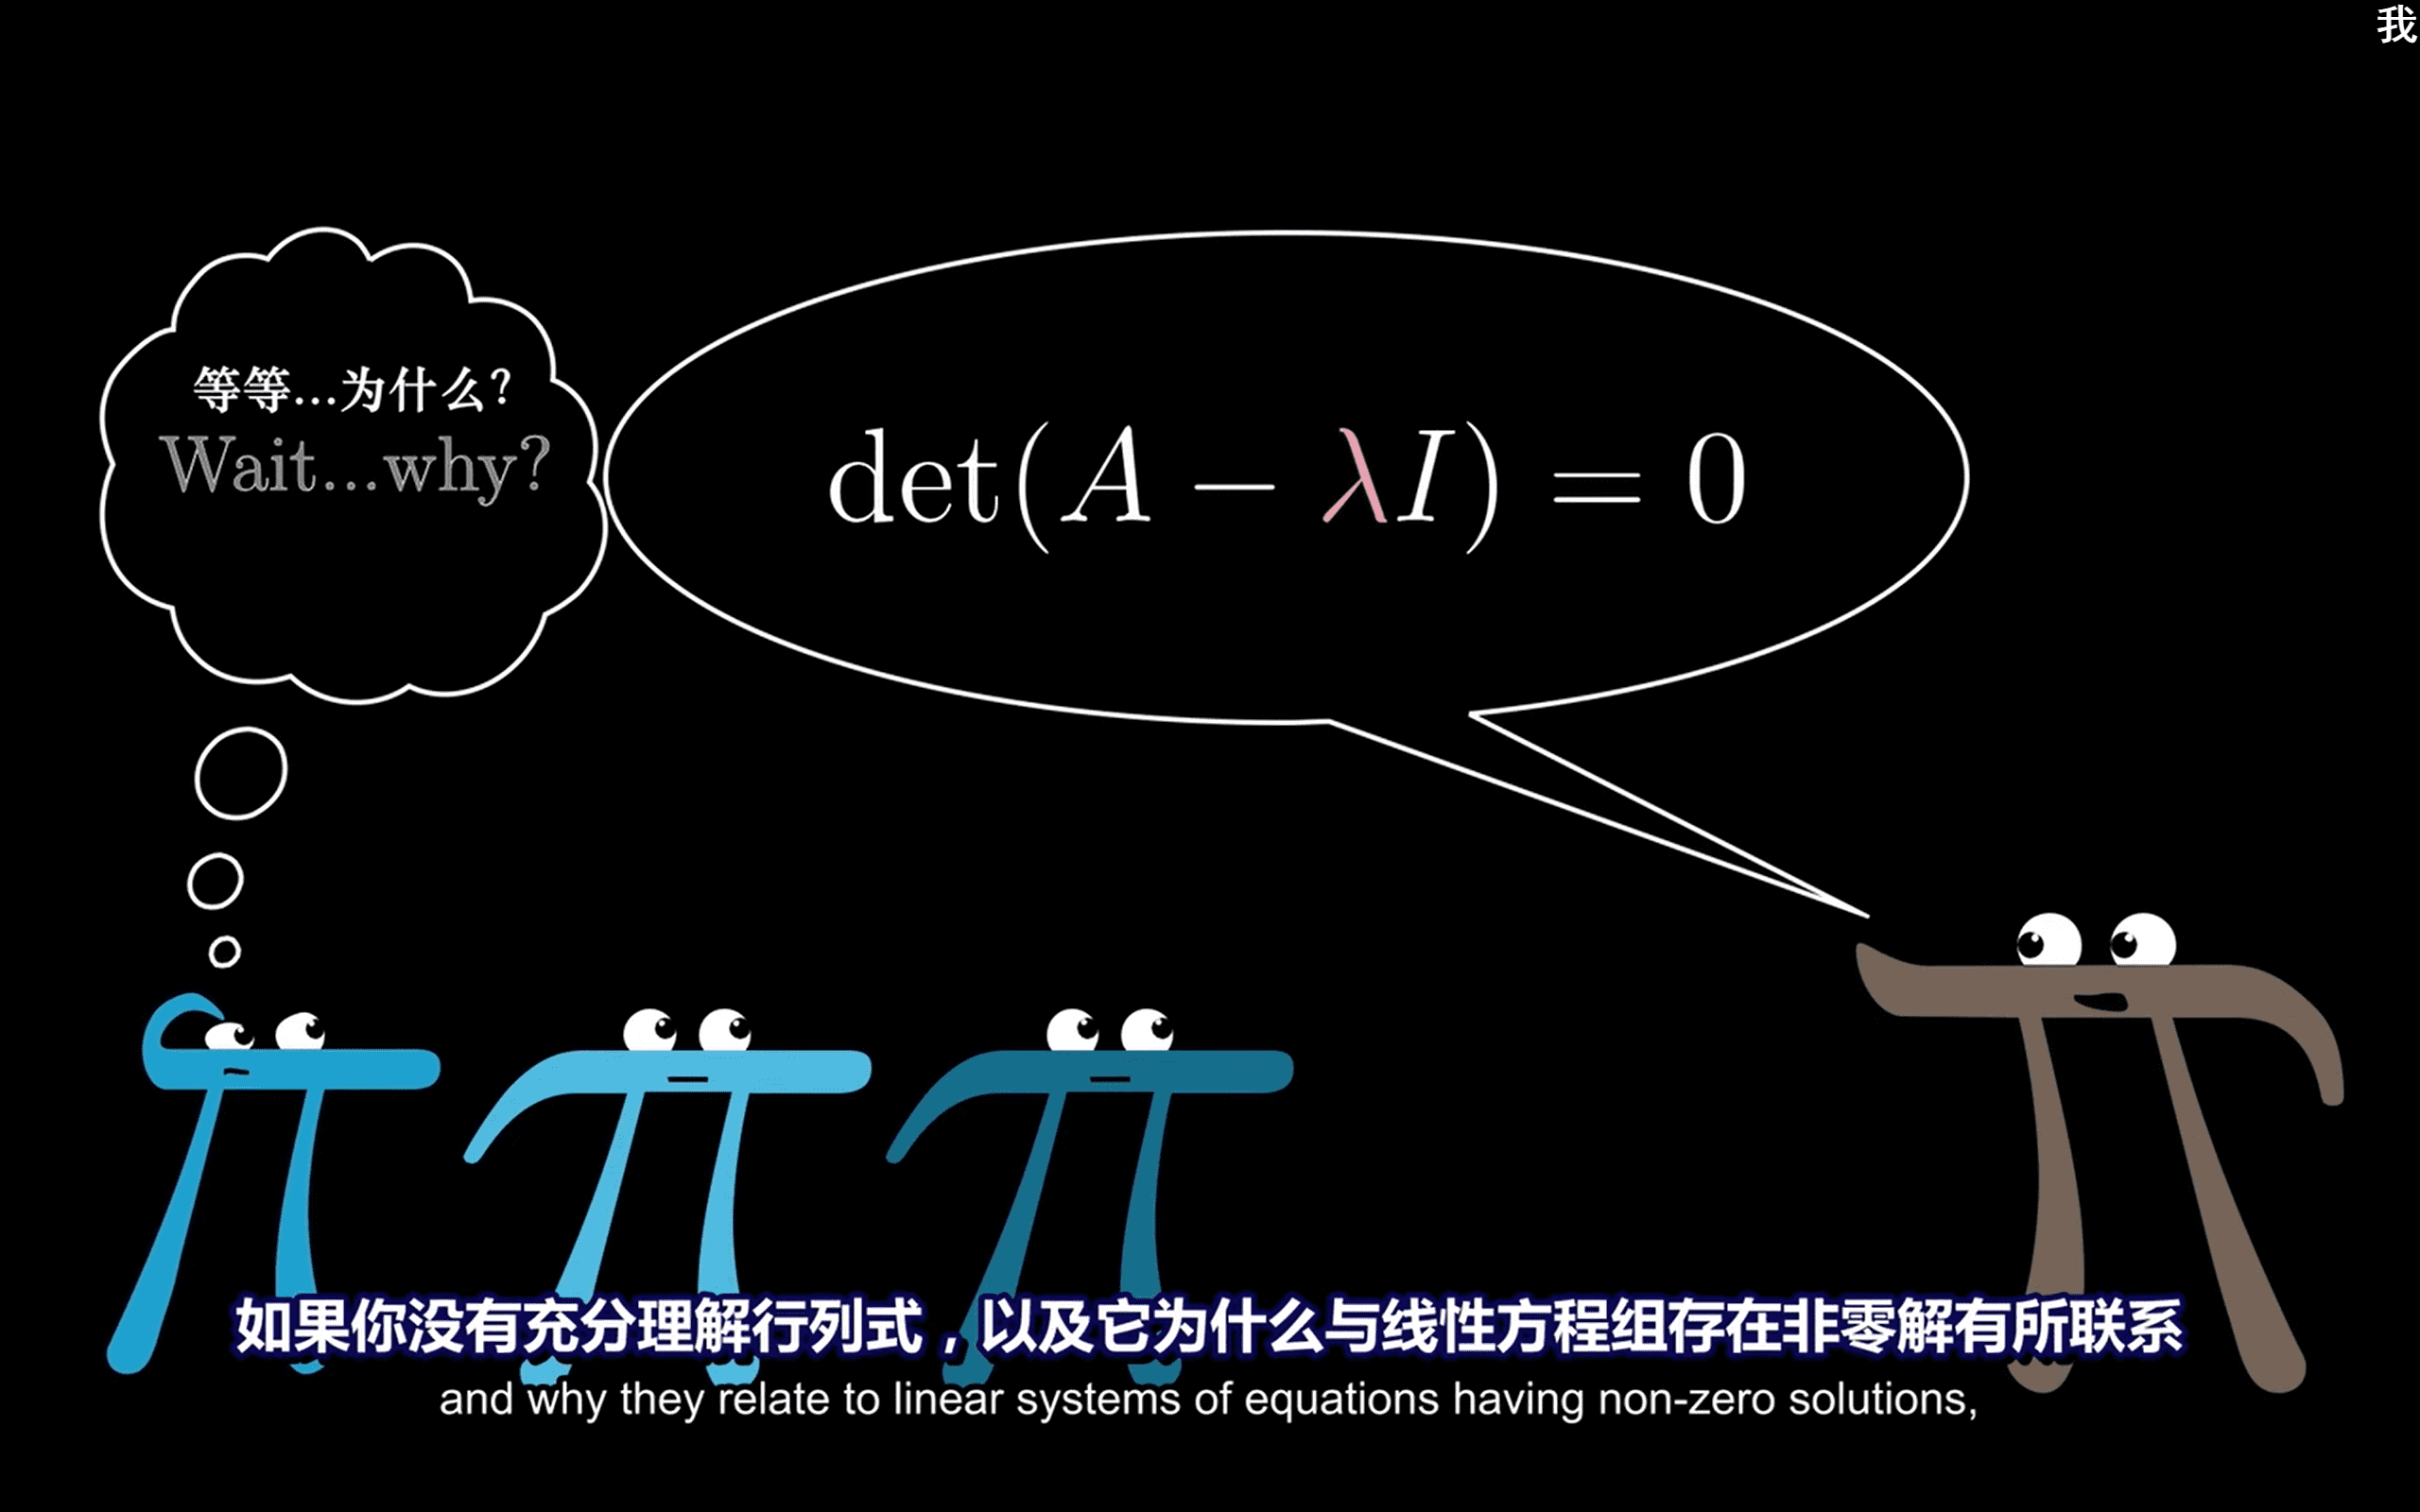 我
等等...为什么?
Wait...why?
det(A − λI) = 0
如果你没有充分理解行列式，以及它为什么与线性方程组存在非零解有所联系
and why they relate to linear systems of equations having non-zero solutions,